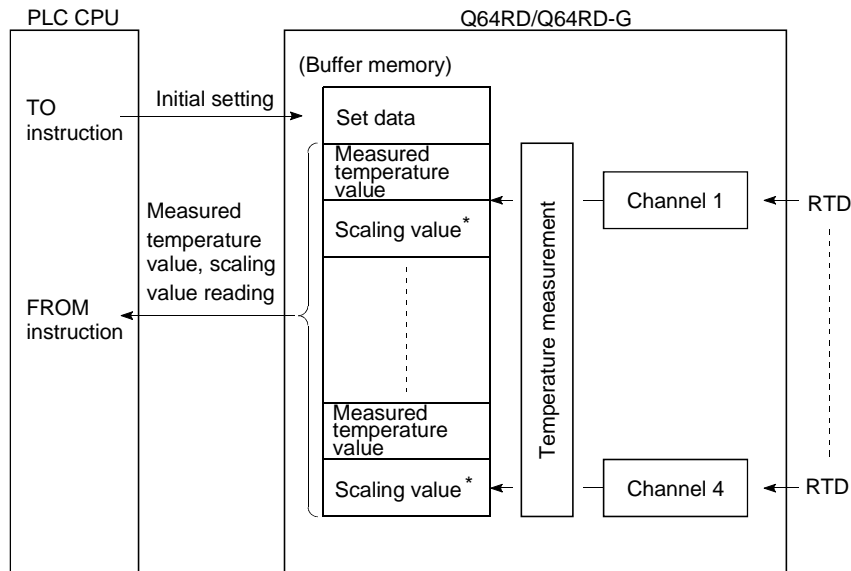 PLC CPU
Q64RD/Q64RD-G
(Buffer memory)
TO
instruction
Initial setting
Set data
Measured
temperature
value
Scaling value*
Measured
temperature
value, scaling
value reading
FROM
instruction
Measured
temperature
value
Scaling value*
Temperature measurement
Channel 1
RTD
Channel 4
RTD